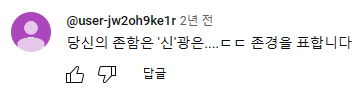 @user-jw2oh9ke1r 2년 전
당신의 존함은 '신'광은....ㄷㄷ 존경을 표합니다
답글